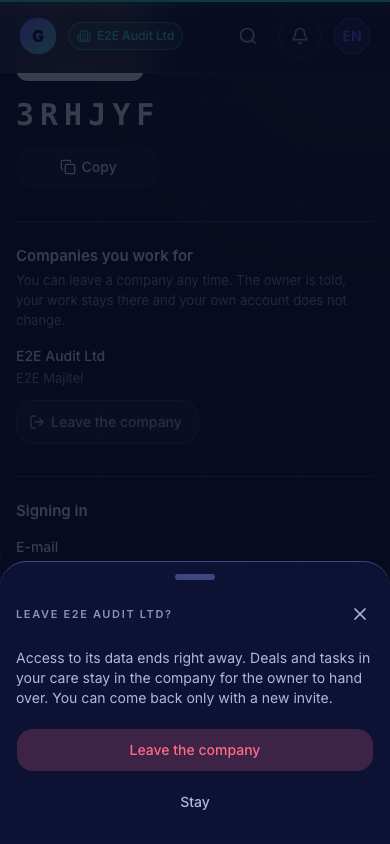 G
E2E Audit Ltd
EN
3RHJYF
Copy
Companies you work for
You can leave a company any time. The owner is told,
your work stays there and your own account does not
change.
E2E Audit Ltd
E2E Majitel
Leave the company
Signing in
E-mail
LEAVE E2E AUDIT LTD?
Access to its data ends right away. Deals and tasks in
your care stay in the company for the owner to hand
over. You can come back only with a new invite.
Leave the company
Stay